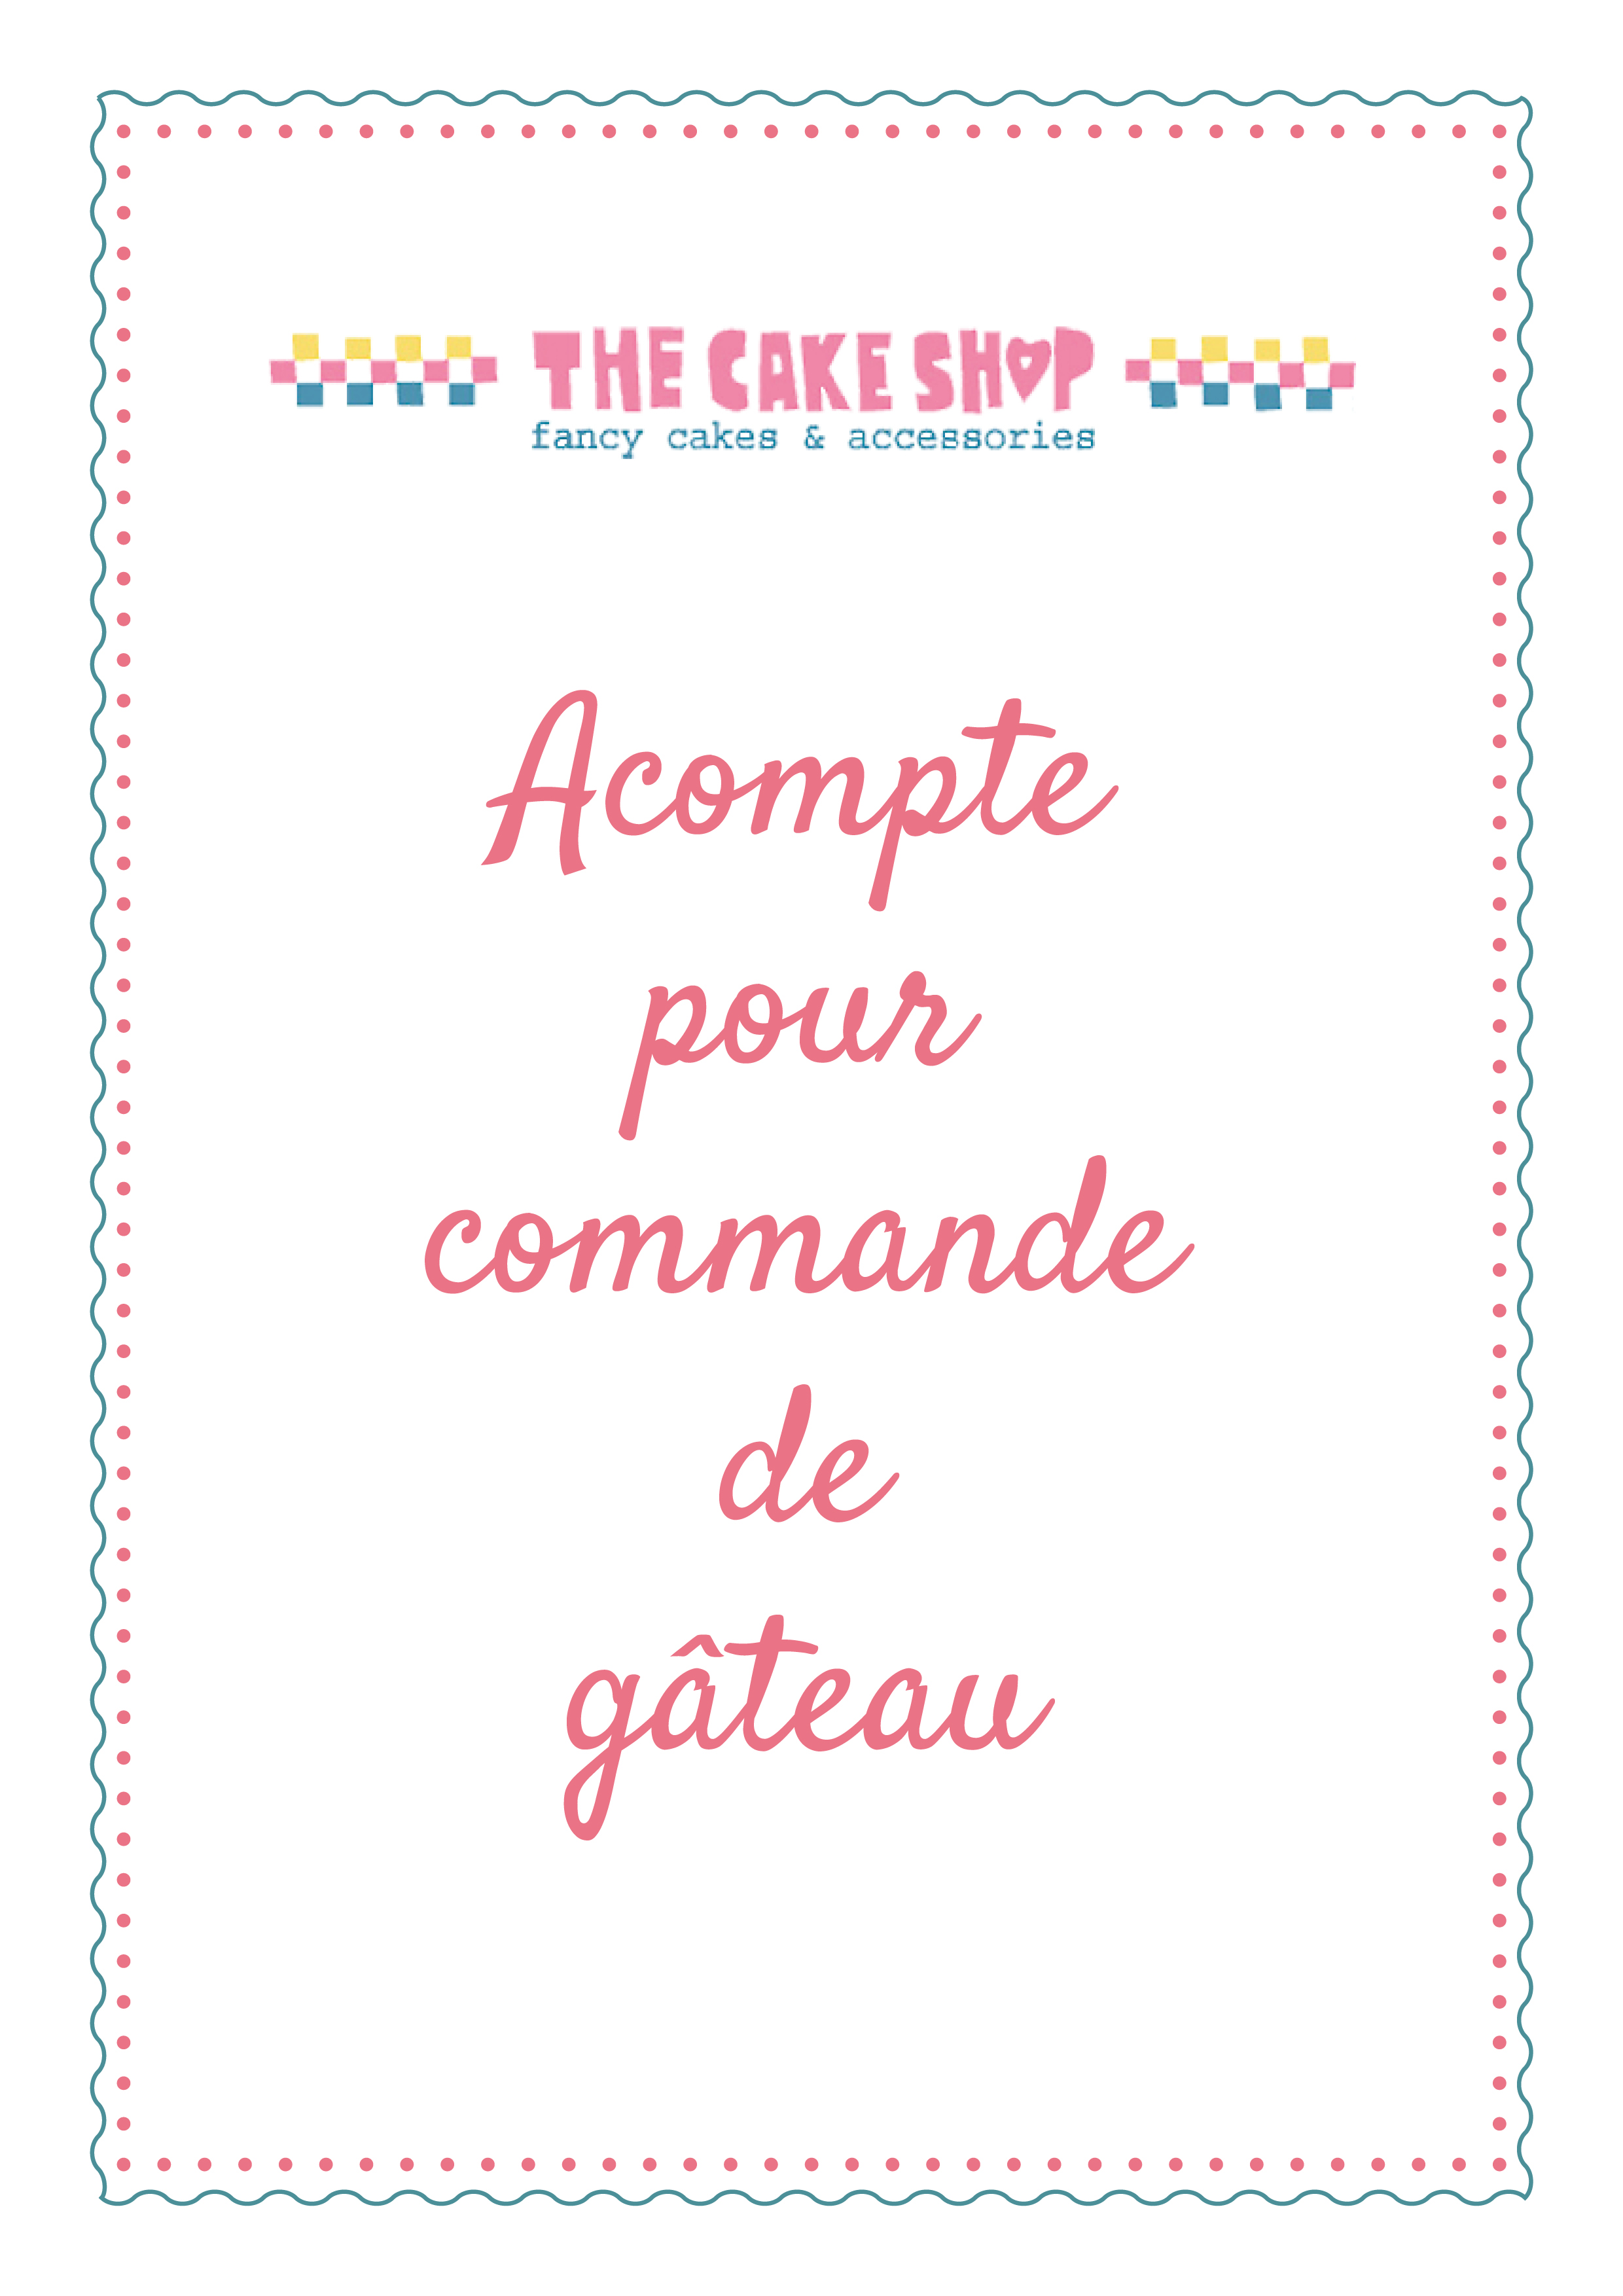 THE CAKE SHOP
fancy cakes & accessories
Acompte
pour
commande
de
gâteau